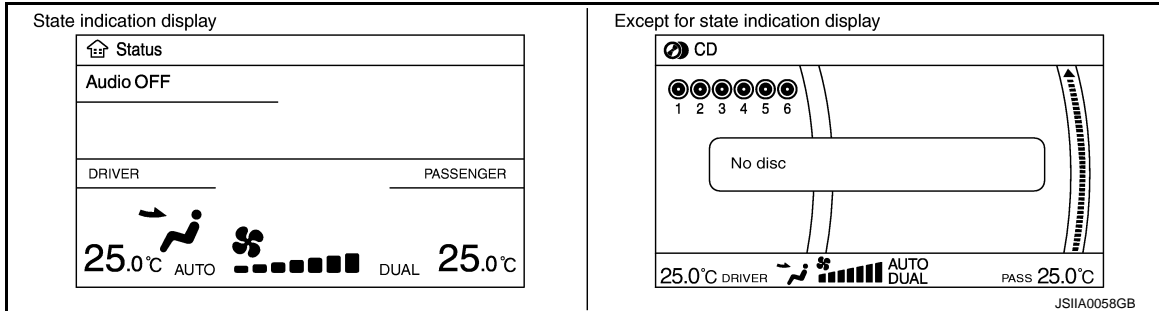 State indication display
Status
Audio OFF
DRIVER
PASSENGER
25.0°C AUTO
DUAL 25.0°C
Except for state indication display
CD
1 2 3 4 5 6
No disc
25.0°C DRIVER
AUTO
DUAL
PASS 25.0°C
JSIIA0058GB